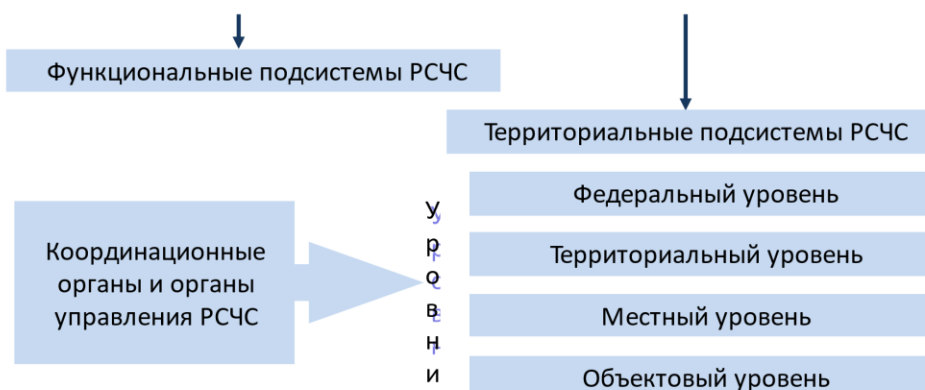 Функциональные подсистемы РСЧС
Территориальные подсистемы РСЧС
Координационные
органы и органы
управления РСЧС
Уровни
Федеральный уровень
Территориальный уровень
Местный уровень
Объектовый уровень